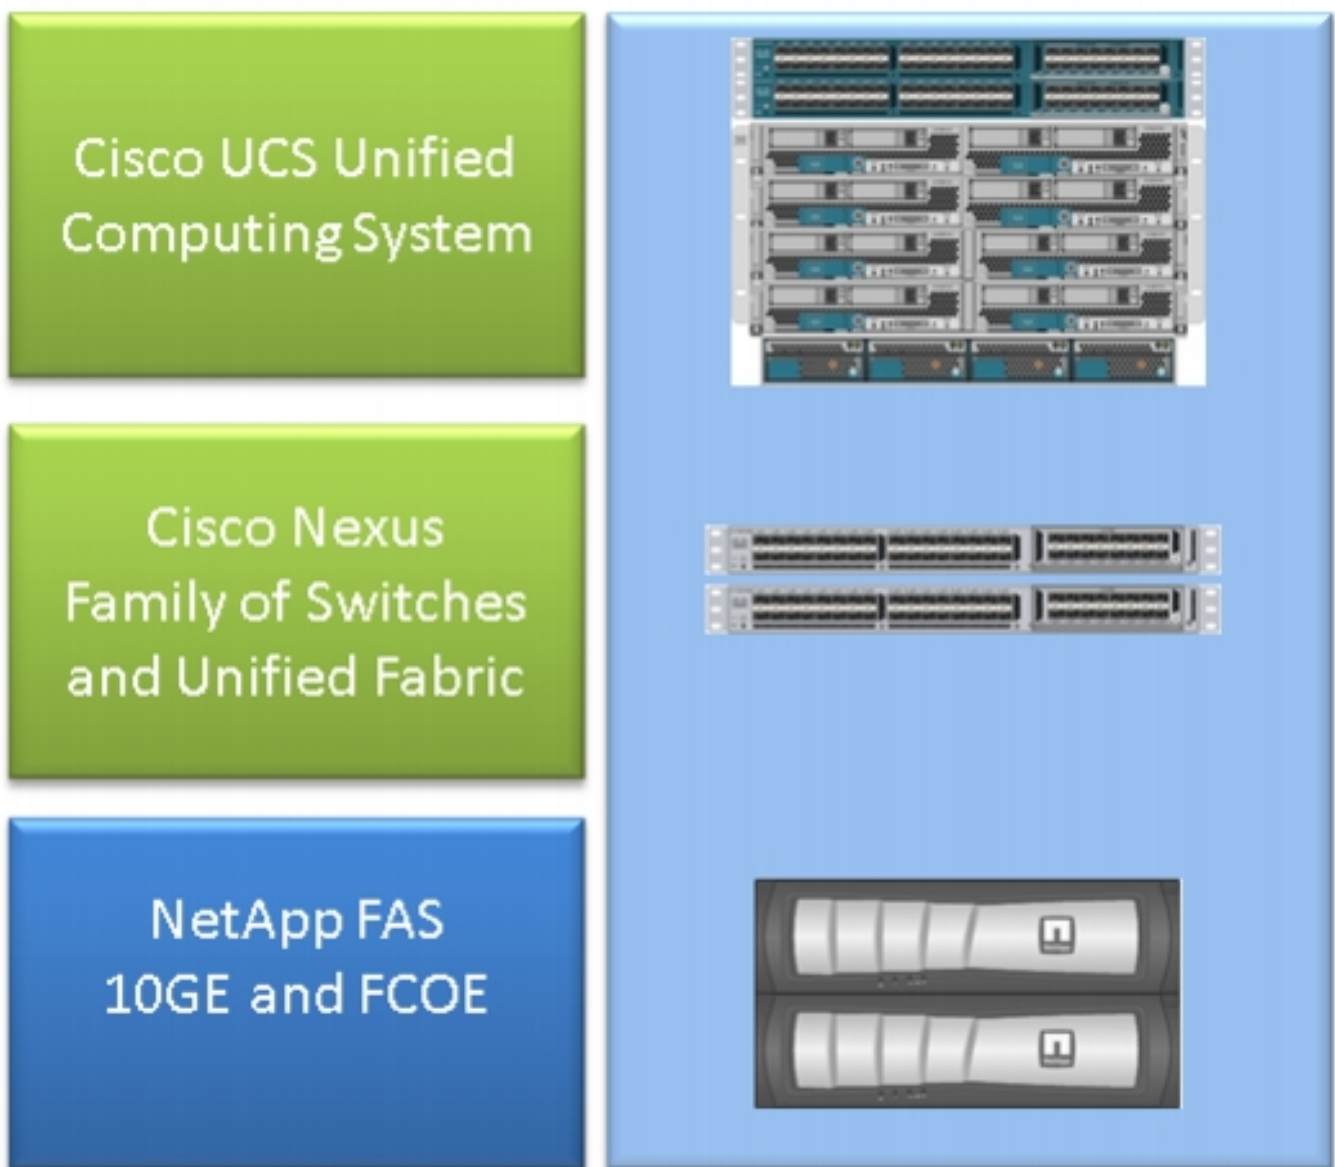 Cisco UCS Unified
Computing System
Cisco Nexus
Family of Switches
and Unified Fabric
NetApp FAS
10GE and FCOE